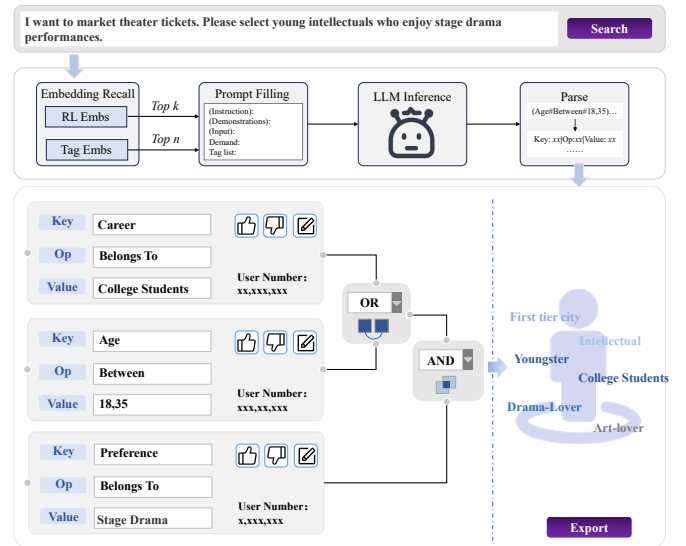 I want to market theater tickets. Please select young intellectuals who enjoy stage drama
performances.
Search
Embedding Recall
RL Embs
Tag Embs
Top k
Top n
Prompt Filling
(Instruction):
(Demonstrations):
(Input):
Demand:
Tag list:
LLM Inference
Parse
(Age#Between#18,35)…
Key: xx|Op:xx|Value: xx
……
Key Career
Op Belongs To
Value College Students
User Number:
xx,xxx,xxx
Key Age
Op Between
Value 18,35
User Number:
xxx,xx,xxx
Key Preference
Op Belongs To
Value Stage Drama
User Number:
x,xxx,xxx
OR
AND
First tier city
Intellectual
Youngster
College Students
Drama-Lover
Art-lover
Export